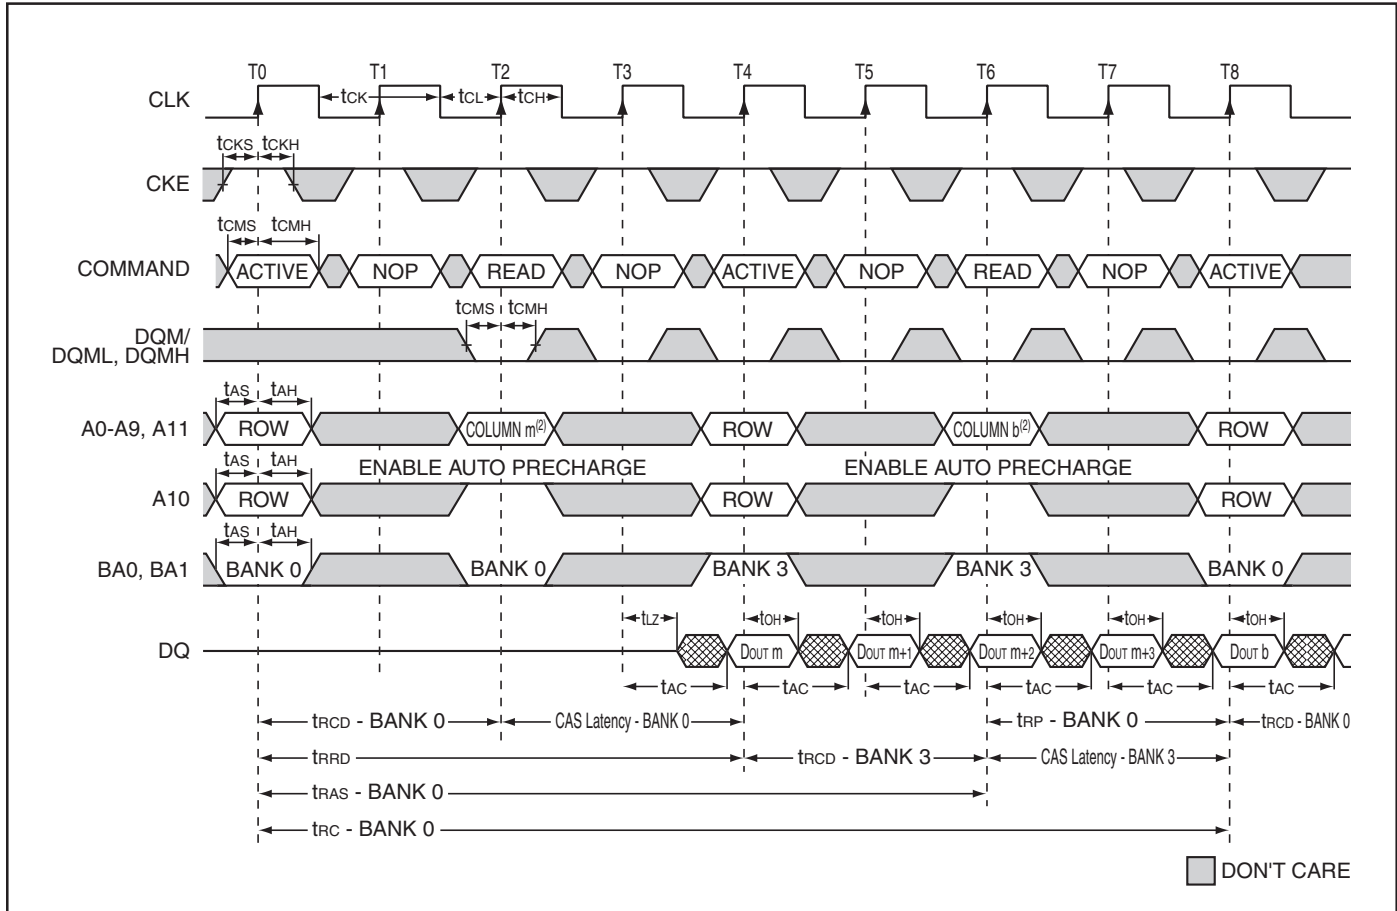 T0 T1 T2 T3 T4 T5 T6 T7 T8
CLK tCK tCL tCH
tCKS tCKH
CKE
tCMS tCMH
COMMAND ACTIVE NOP READ NOP ACTIVE NOP READ NOP ACTIVE
tCMS tCMH
DQM/
DQML, DQMH
tAS tAH
A0-A9, A11 ROW COLUMN m(2) ROW COLUMN b(2) ROW
tAS tAH ENABLE AUTO PRECHARGE ENABLE AUTO PRECHARGE
A10 ROW ROW ROW
tAS tAH
BA0, BA1 BANK 0 BANK 0 BANK 3 BANK 3 BANK 0
tLZ tOH tOH tOH tOH tOH
DQ DOUT m DOUT m+1 DOUT m+2 DOUT m+3 DOUT b
tAC tAC tAC tAC tAC tAC
tRCD - BANK 0 CAS Latency - BANK 0 tRP - BANK 0 tRCD - BANK 0
tRRD tRCD - BANK 3 CAS Latency - BANK 3
tRAS - BANK 0
tRC - BANK 0
DON'T CARE